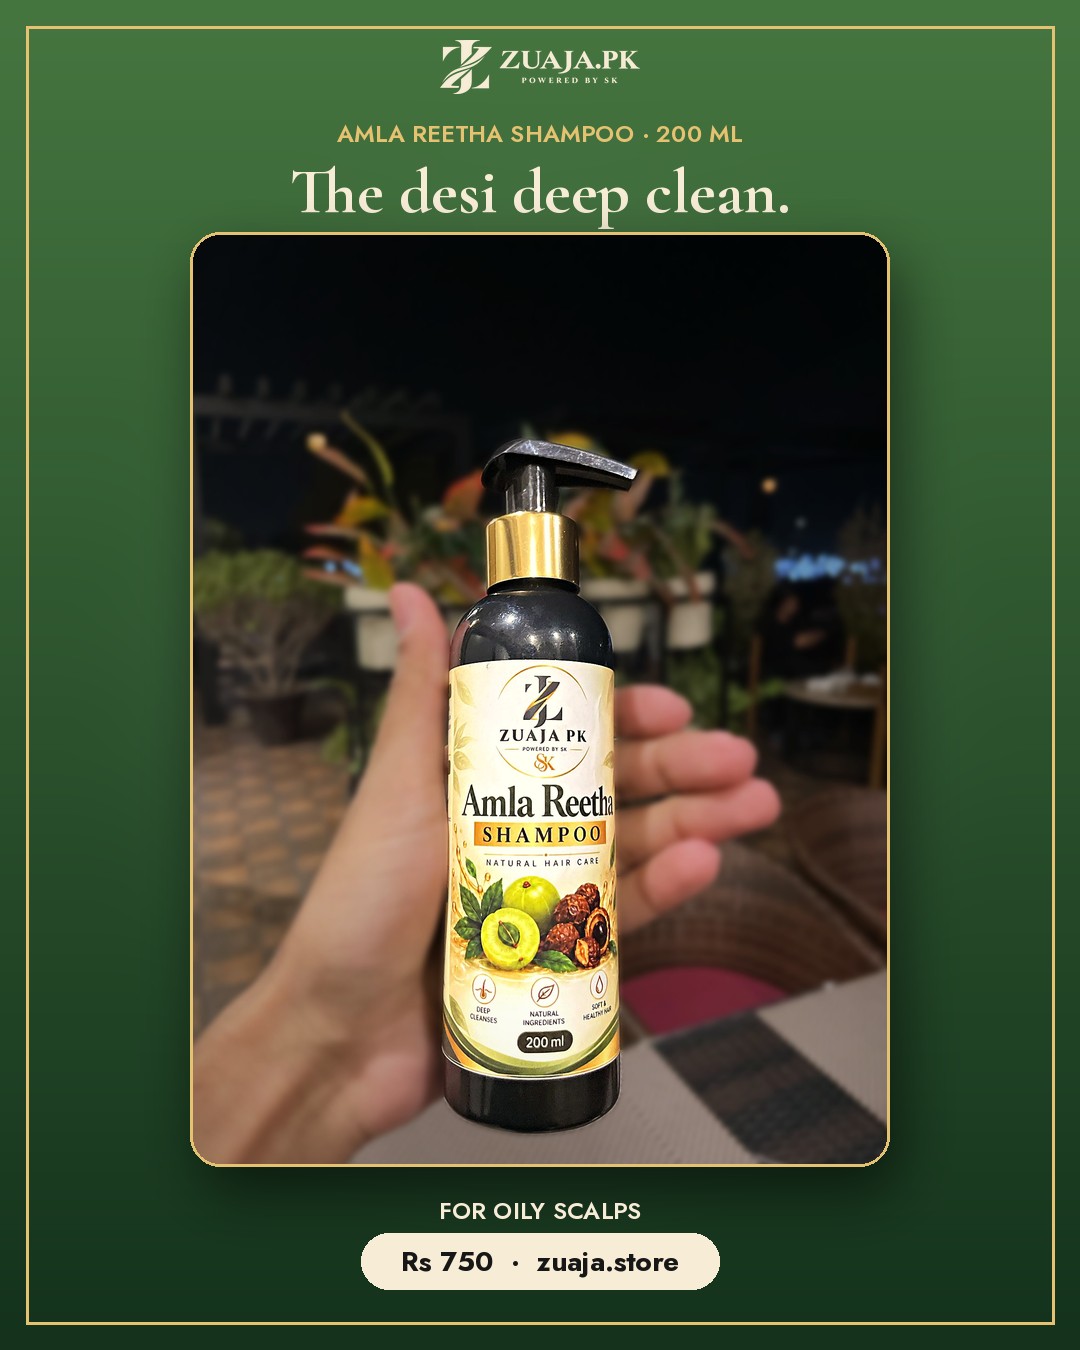 ZUAJA.PK
POWERED BY SK
AMLA REETHA SHAMPOO · 200 ML
The desi deep clean.
ZUAJA PK
POWERED BY SK
SK
Amla Reetha
SHAMPOO
NATURAL HAIR CARE
DEEP
CLEANSES
NATURAL
INGREDIENTS
SOFT &
HEALTHY HAIR
200 ml
FOR OILY SCALPS
Rs 750 · zuaja.store